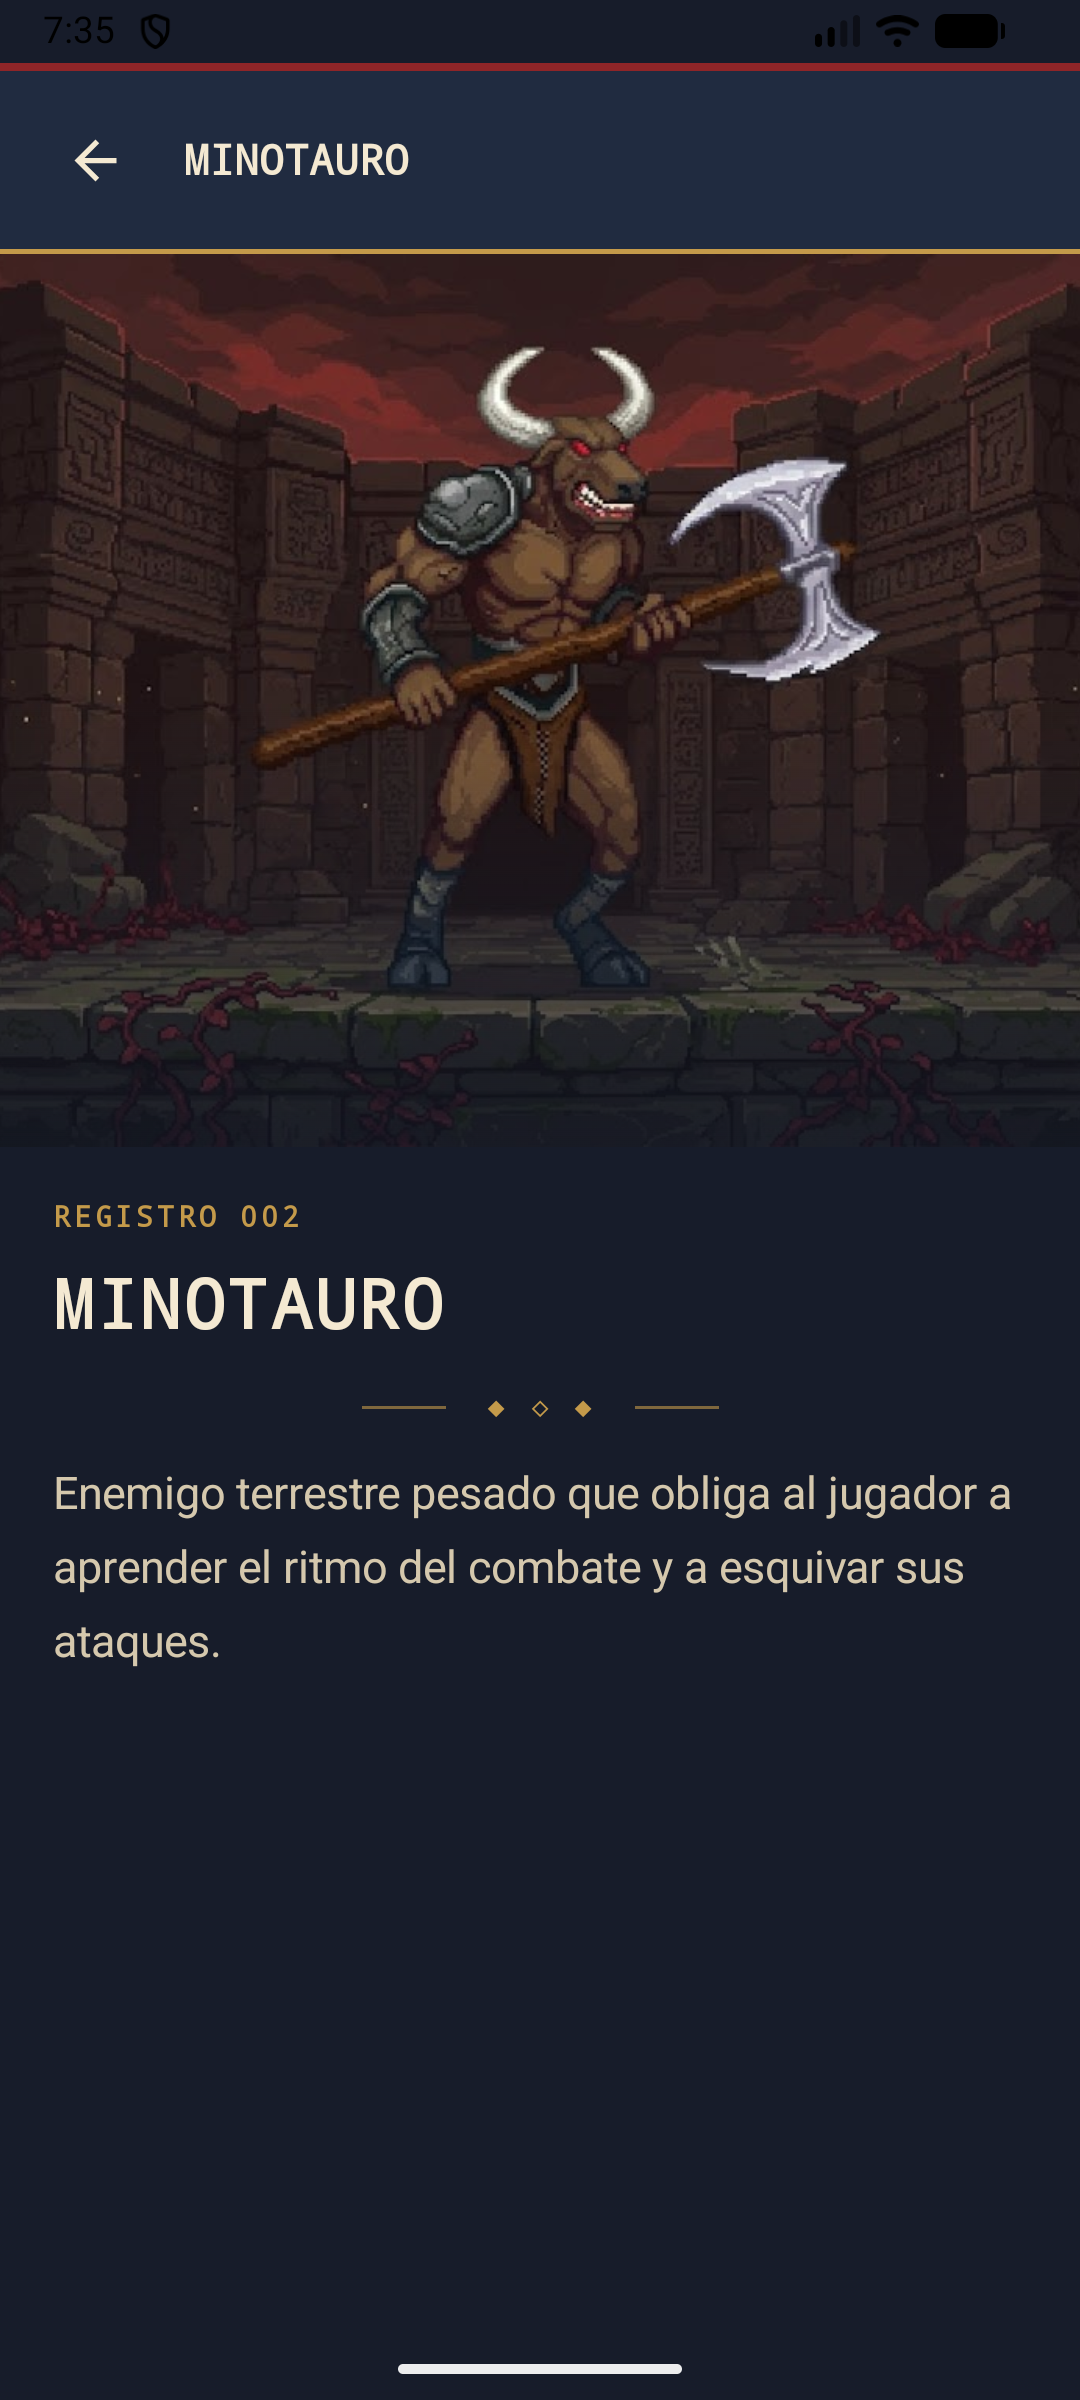 7:35
MINOTAURO
REGISTRO 002
MINOTAURO
Enemigo terrestre pesado que obliga al jugador a
aprender el ritmo del combate y a esquivar sus
ataques.